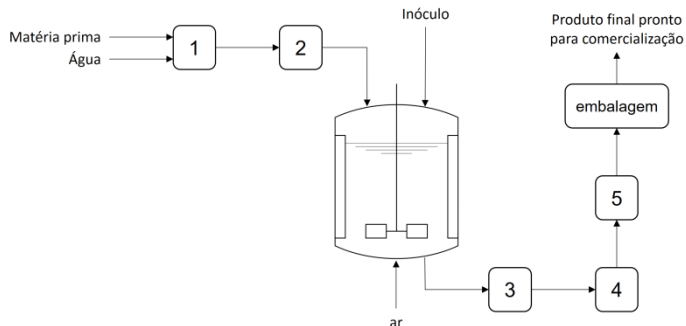 Matéria prima
Água
1
2
Inóculo
Produto final pronto
para comercialização
embalagem
5
3
4
ar